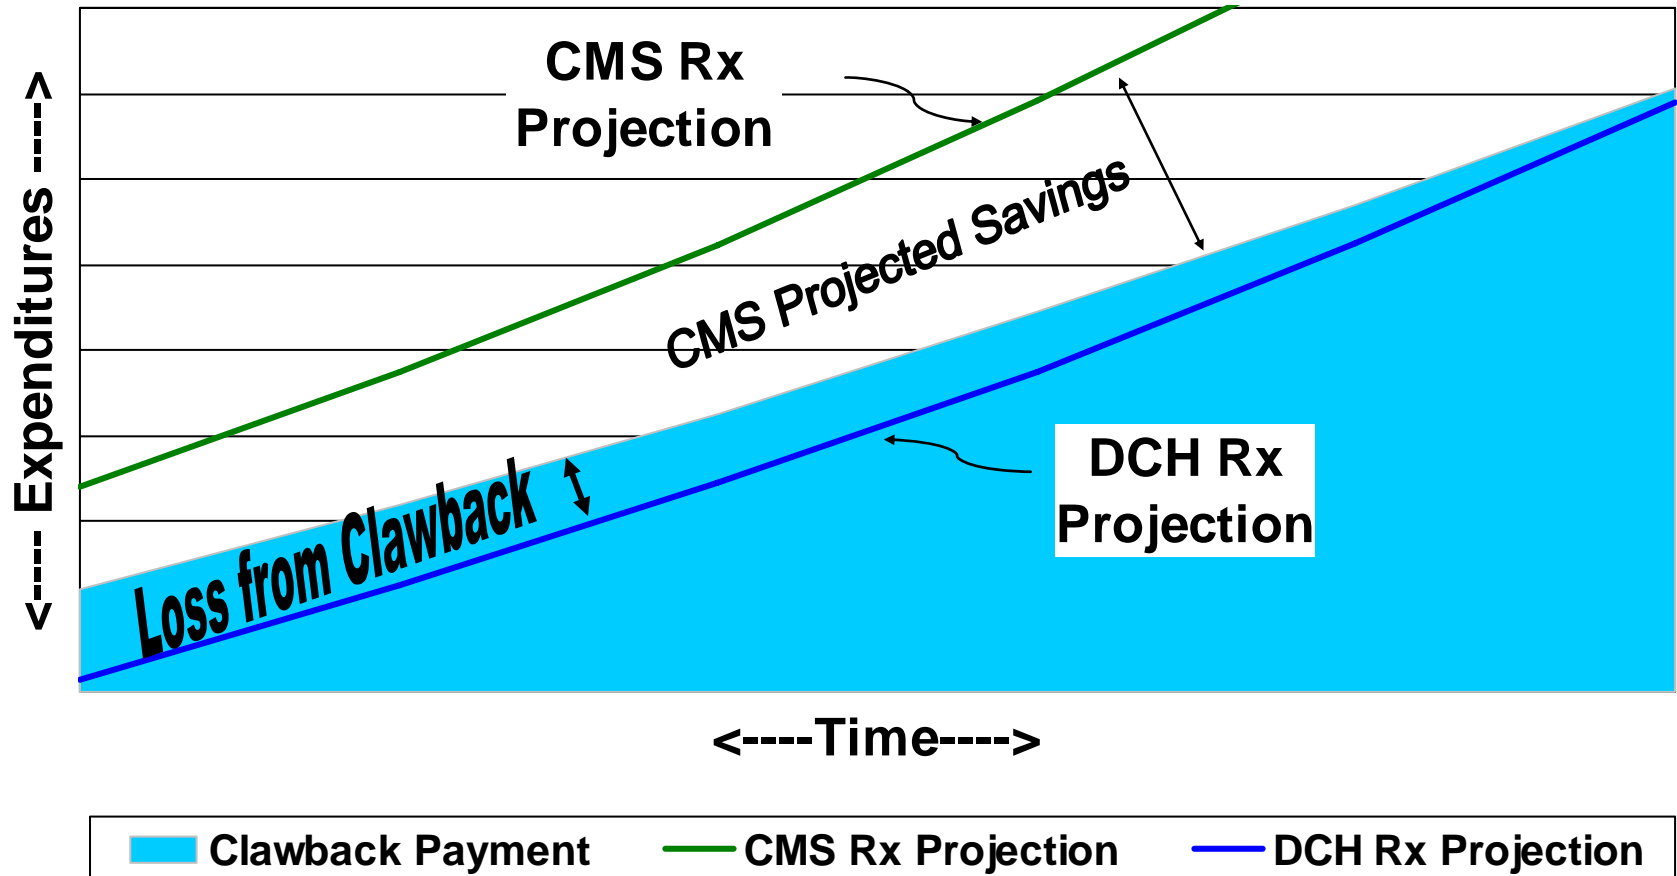 CMS Rx
Projection
<---- Expenditures ---->
CMS Projected Savings
Loss from Clawback
DCH Rx
Projection
<----Time---->
Clawback Payment
CMS Rx Projection
DCH Rx Projection